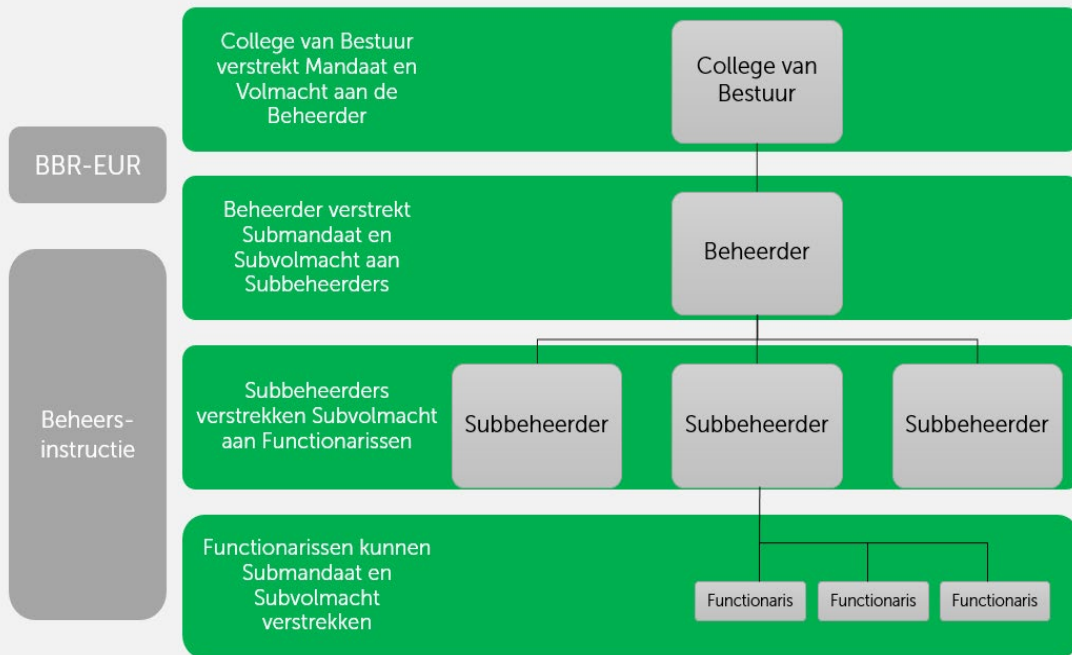 College van Bestuur
verstrekt Mandaat en
Volmacht aan de
Beheerder
College van
Bestuur
BBR-EUR
Beheerder verstrekt
Submandaat en
Subvolmacht aan
Subbeheerders
Beheerder
Beheers-
instructie
Subbeheerders
verstrekken Subvolmacht
aan Functionarissen
Subbeheerder
Subbeheerder
Subbeheerder
Functionarissen kunnen
Submandaat en
Subvolmacht
verstrekken
Functionaris
Functionaris
Functionaris